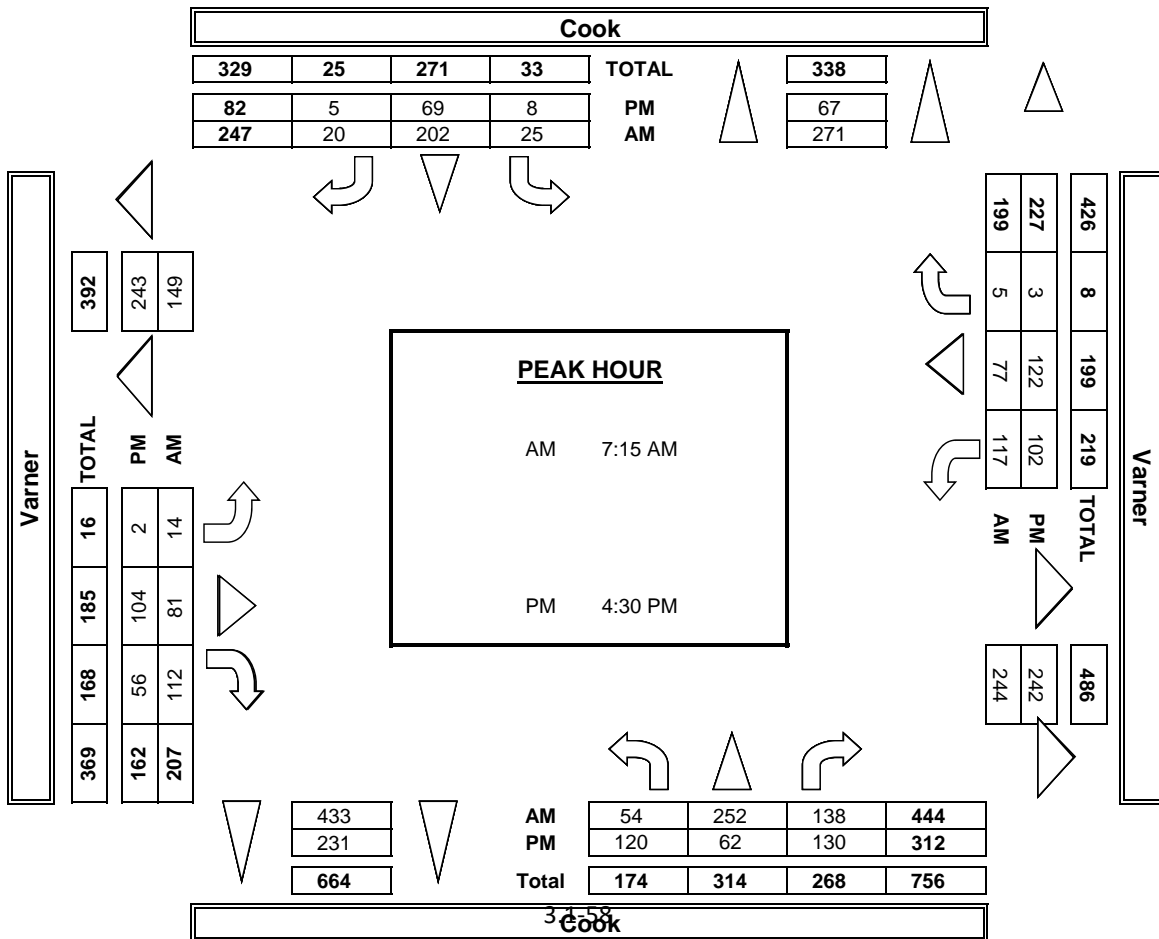 Cook
329 25 271 33 TOTAL 338
82 5 69 8 PM 67
247 20 202 25 AM 271
Varner
392
243
149
TOTAL
PM
AM
16 185 168 369
2 104 56 162
14 81 112 207
PEAK HOUR
AM 7:15 AM
PM 4:30 PM
426 8 199 219 TOTAL
227 3 122 102 PM
199 5 77 117 AM
486
242
244
Varner
433 AM 54 252 138 444
231 PM 120 62 130 312
664 Total 174 314 268 756
3.1-58
Cook